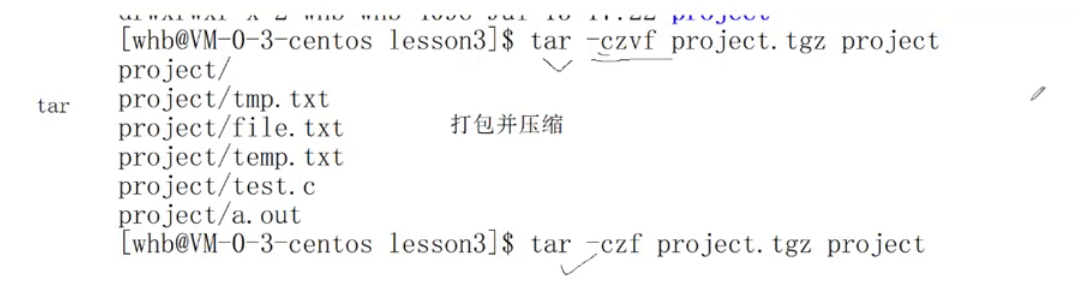 project
[whb@VM-0-3-centos lesson3]$ tar -czvf project.tgz project
project/
project/tmp.txt
tar
project/file.txt
打包并压缩
project/temp.txt
project/test.c
project/a.out
[whb@VM-0-3-centos lesson3]$ tar -czf project.tgz project